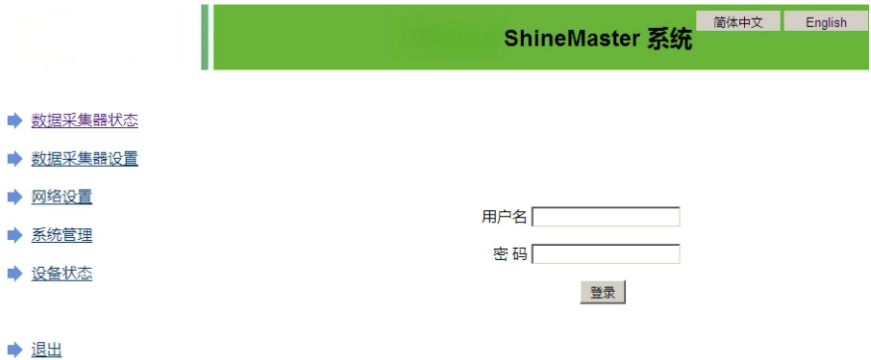 ShineMaster 系统
简体中文
English
数据采集器状态
数据采集器设置
网络设置
系统管理
设备状态
退出
用户名
密 码
登录